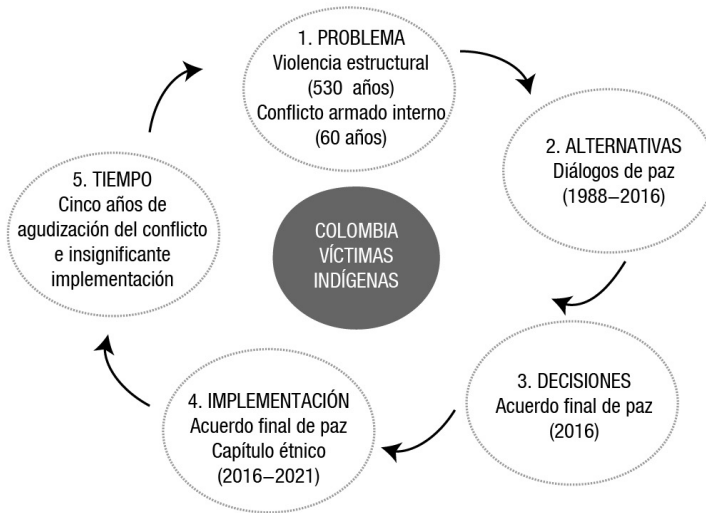 1. PROBLEMA
Violencia estructural
(530 años)
Conflicto armado interno
(60 años)
2. ALTERNATIVAS
Diálogos de paz
(1988–2016)
3. DECISIONES
Acuerdo final de paz
(2016)
4. IMPLEMENTACIÓN
Acuerdo final de paz
Capítulo étnico
(2016–2021)
5. TIEMPO
Cinco años de
agudización del conflicto
e insignificante
implementación
COLOMBIA
VÍCTIMAS
INDÍGENAS